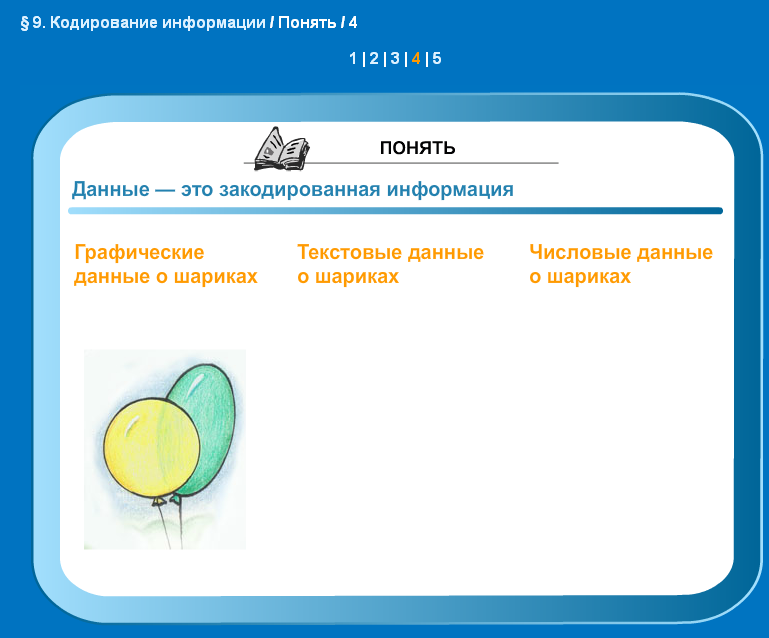 § 9. Кодирование информации / Понять / 4
1 | 2 | 3 | 4 | 5
ПОНЯТЬ
Данные — это закодированная информация
Графические
данные о шариках
Текстовые данные
о шариках
Числовые данные
о шариках